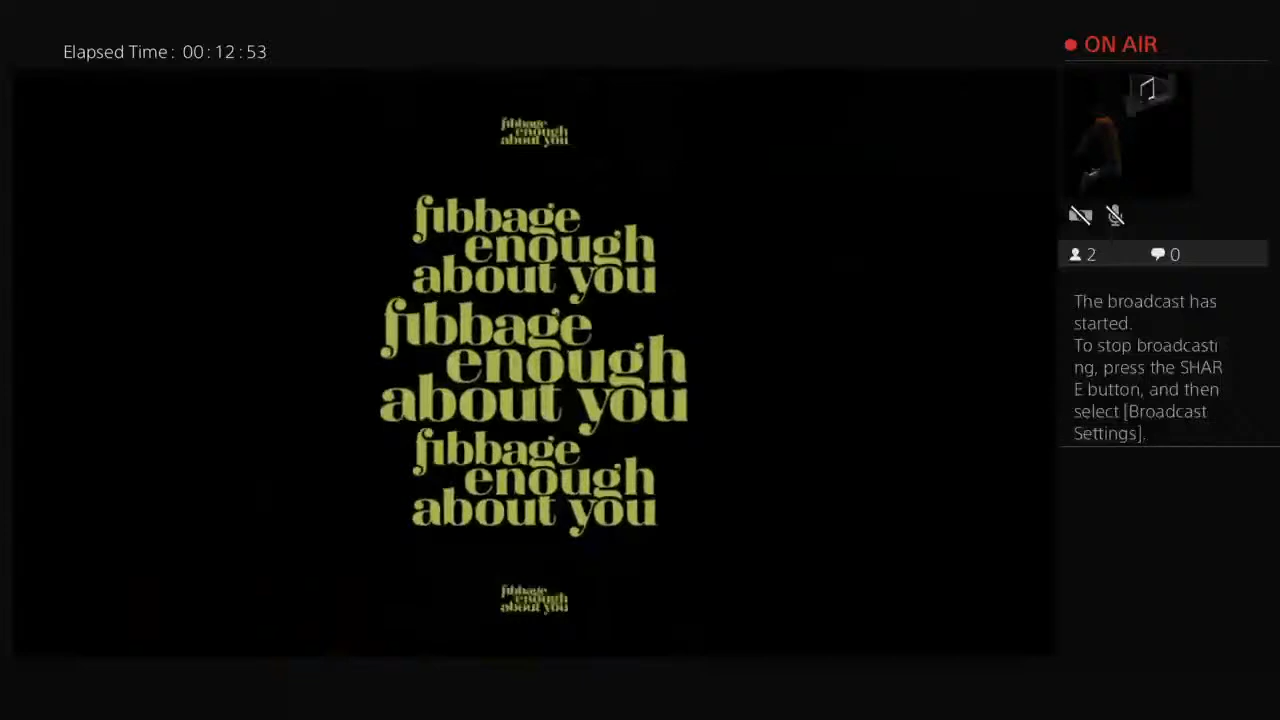 Elapsed Time: 00:12:53
ON AIR
fibbage
enough
about you
fibbage
enough
about you
fibbage
enough
about you
fibbage
enough
about you
fibbage
enough
about you
2 0
The broadcast has
started.
To stop broadcasti
ng, press the SHAR
E button, and then
select [Broadcast
Settings].